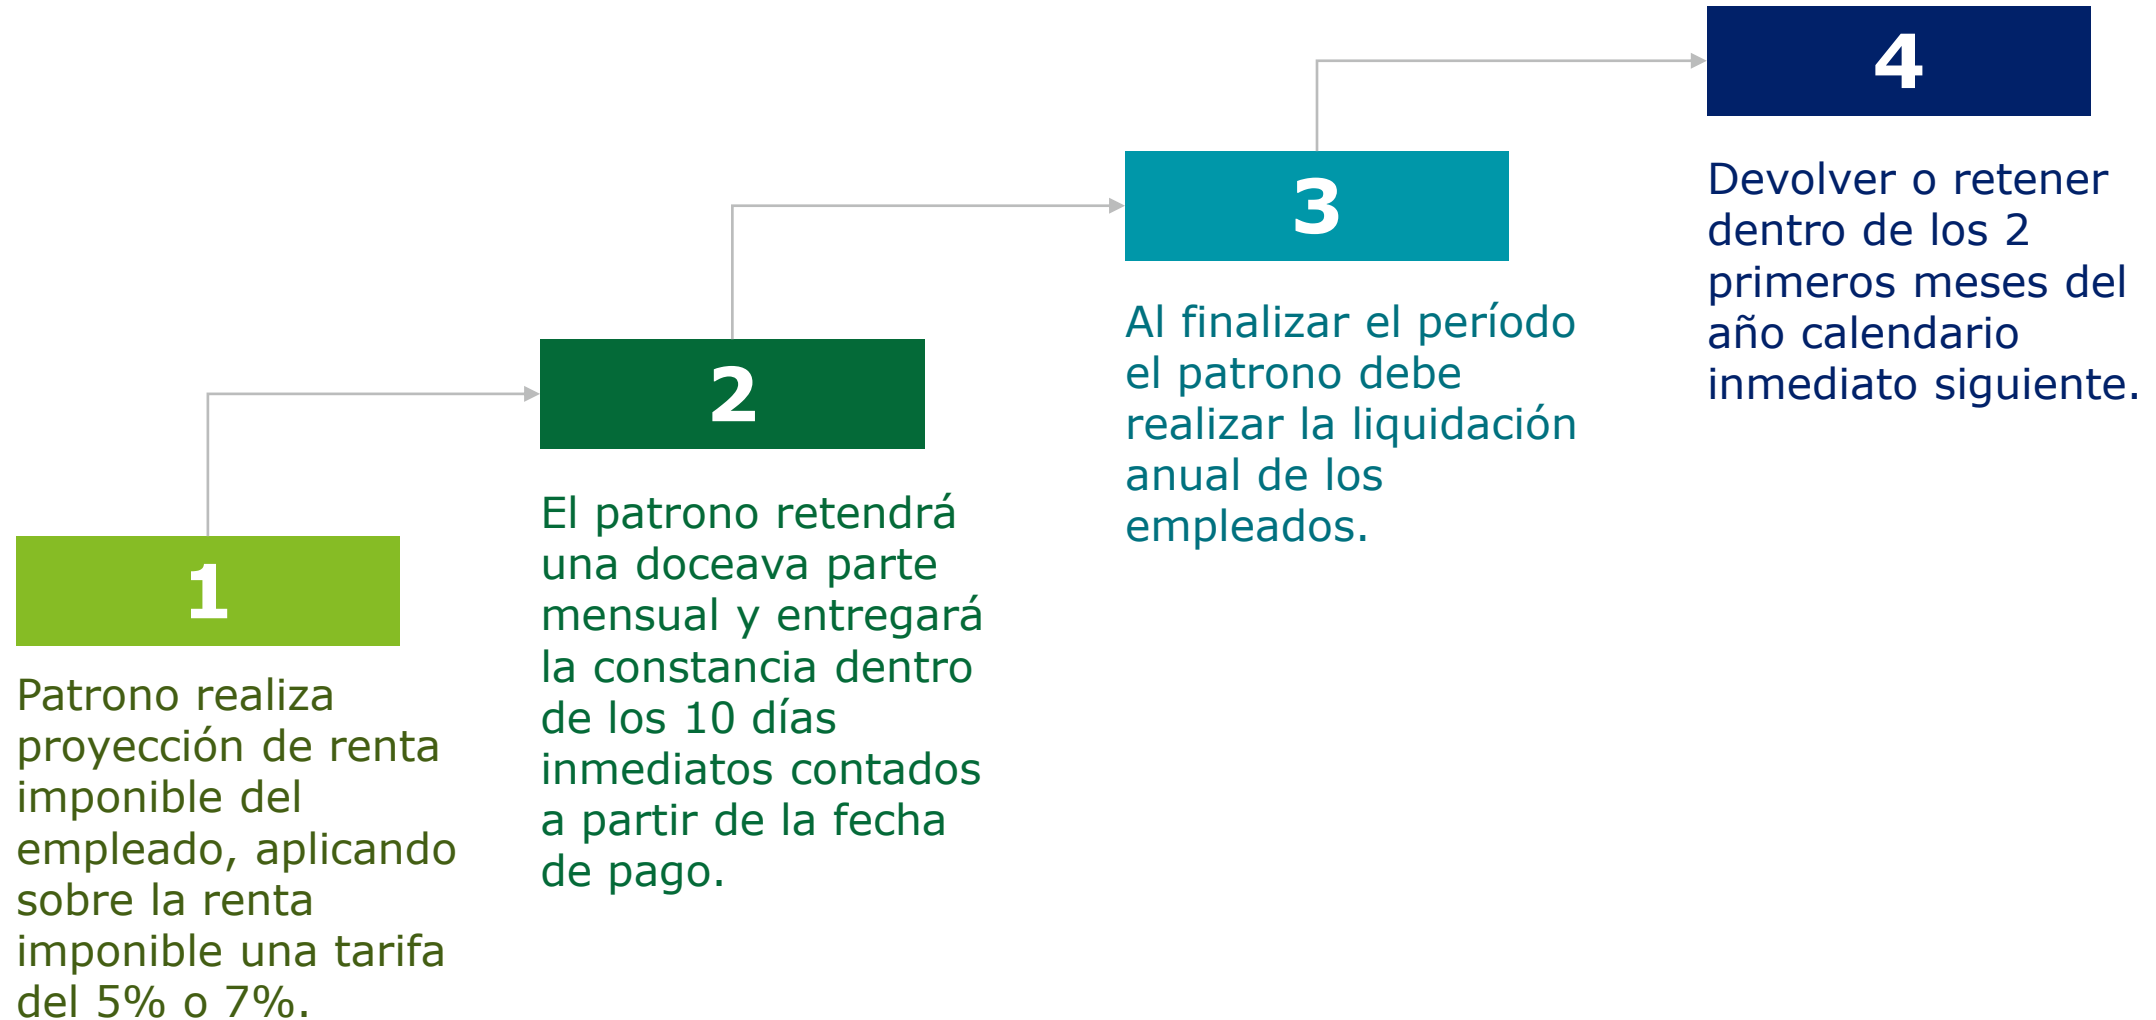 1
Patrono realiza
proyección de renta
imponible del
empleado, aplicando
sobre la renta
imponible una tarifa
del 5% o 7%.
2
El patrono retendrá
una doceava parte
mensual y entregará
la constancia dentro
de los 10 días
inmediatos contados
a partir de la fecha
de pago.
3
Al finalizar el período
el patrono debe
realizar la liquidación
anual de los
empleados.
4
Devolver o retener
dentro de los 2
primeros meses del
año calendario
inmediato siguiente.